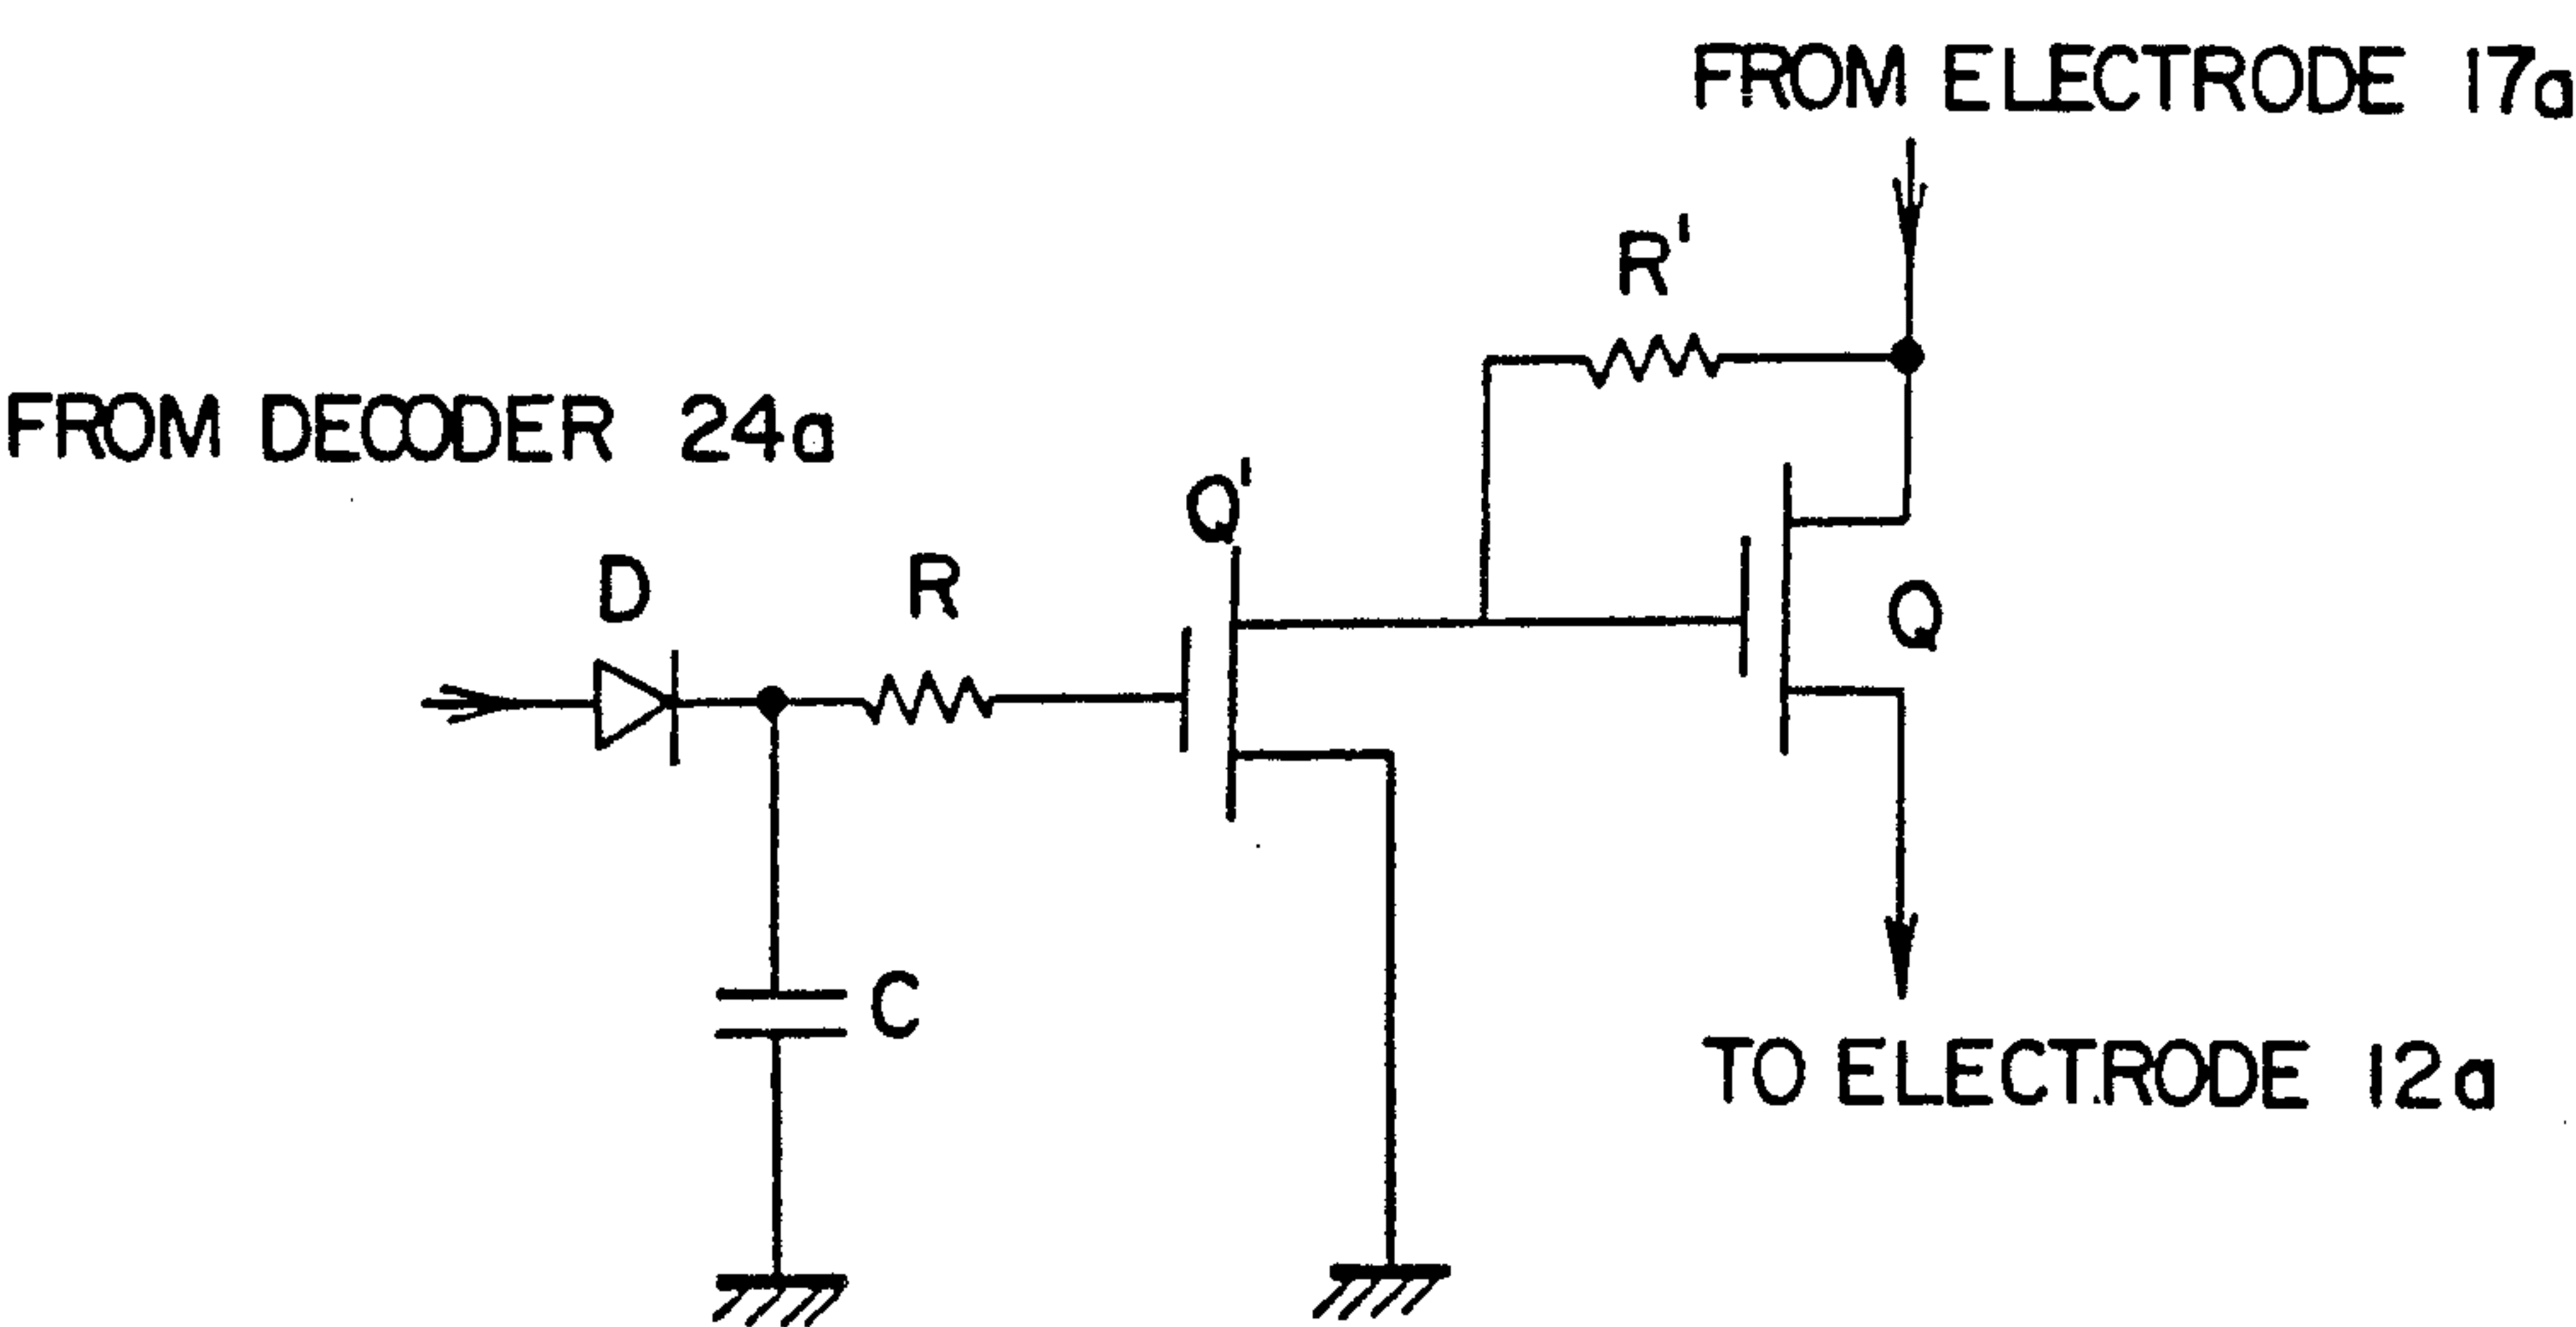 FROM ELECTRODE 17a
R'
FROM DECODER 24a
Q'
D
R
Q
C
TO ELECTRODE 12a